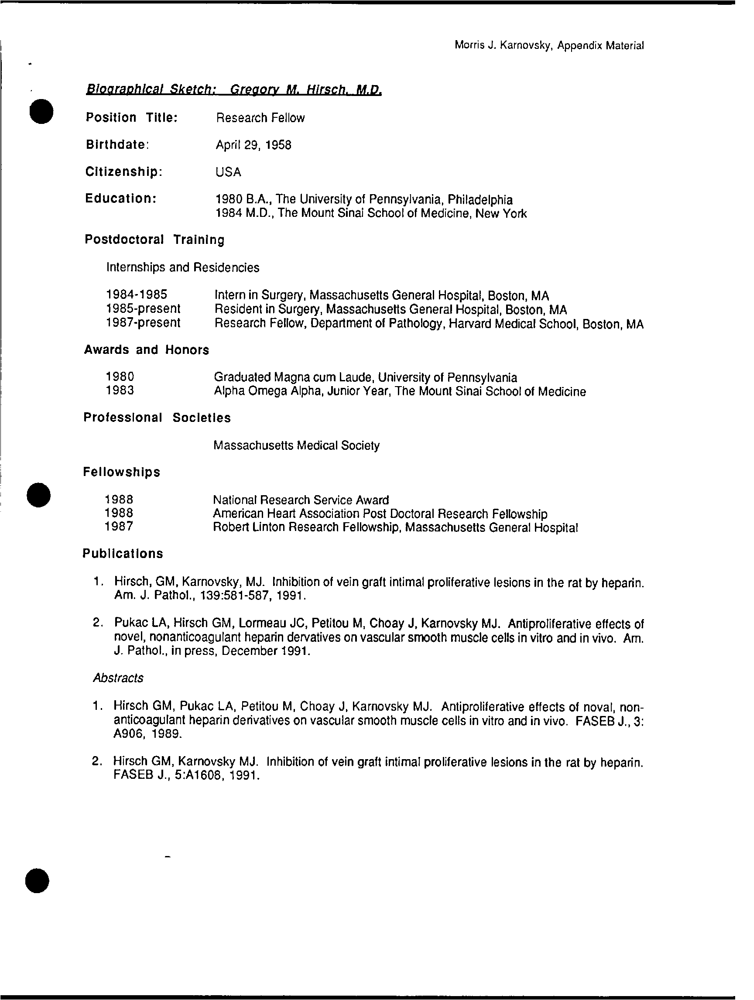 Morris J. Karnovsky, Appendix Material
Biographical Sketch: Gregory M. Hirsch, M.D.
Position Title: Research Fellow
Birthdate: April 29, 1958
Citizenship: USA
Education: 1980 B.A., The University of Pennsylvania, Philadelphia
1984 M.D., The Mount Sinai School of Medicine, New York
Postdoctoral Training
Internships and Residencies
1984-1985 Intern in Surgery, Massachusetts General Hospital, Boston, MA
1985-present Resident in Surgery, Massachusetts General Hospital, Boston, MA
1987-present Research Fellow, Department of Pathology, Harvard Medical School, Boston, MA
Awards and Honors
1980 Graduated Magna cum Laude, University of Pennsylvania
1983 Alpha Omega Alpha, Junior Year, The Mount Sinai School of Medicine
Professional Societies
Massachusetts Medical Society
Fellowships
1988 National Research Service Award
1988 American Heart Association Post Doctoral Research Fellowship
1987 Robert Linton Research Fellowship, Massachusetts General Hospital
Publications
1. Hirsch, GM, Karnovsky, MJ. Inhibition of vein graft intimal proliferative lesions in the rat by heparin.
Am. J. Pathol., 139:581-587, 1991.
2. Pukac LA, Hirsch GM, Lormeau JC, Petitou M, Choay J, Karnovsky MJ. Antiproliferative effects of
novel, nonanticoagulant heparin dervatives on vascular smooth muscle cells in vitro and in vivo. Am.
J. Pathol., in press, December 1991.
Abstracts
1. Hirsch GM, Pukac LA, Petitou M, Choay J, Karnovsky MJ. Antiproliferative effects of noval, non-
anticoagulant heparin derivatives on vascular smooth muscle cells in vitro and in vivo. FASEB J., 3:
A906, 1989.
2. Hirsch GM, Karnovsky MJ. Inhibition of vein graft intimal proliferative lesions in the rat by heparin.
FASEB J., 5:A1608, 1991.